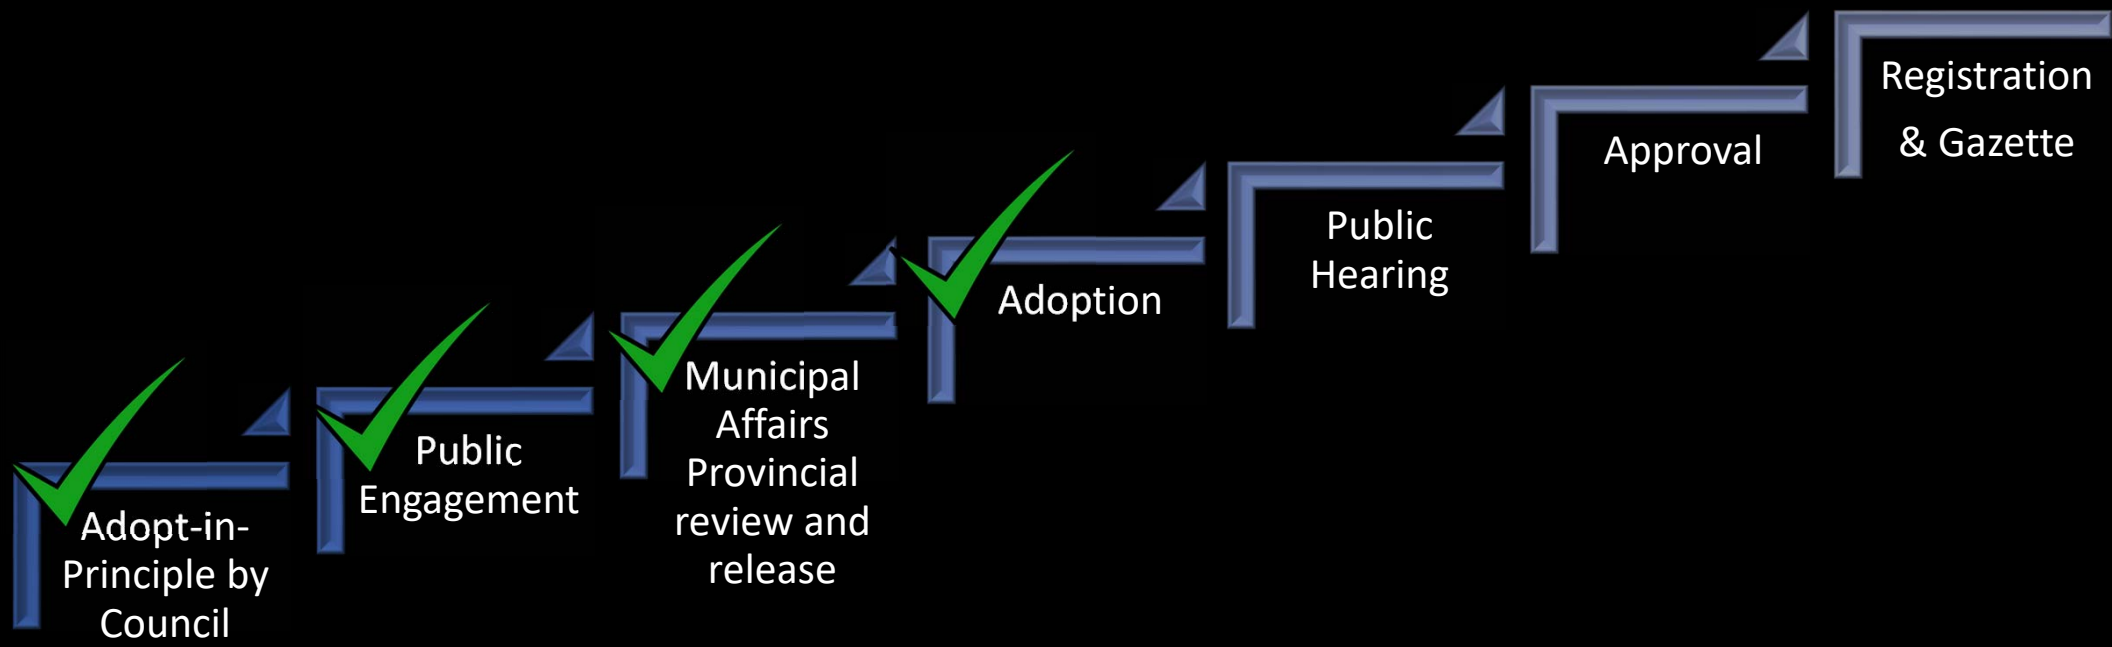 Adopt-in-
Principle by
Council
Public
Engagement
Municipal
Affairs
Provincial
review and
release
Adoption
Public
Hearing
Approval
Registration
& Gazette